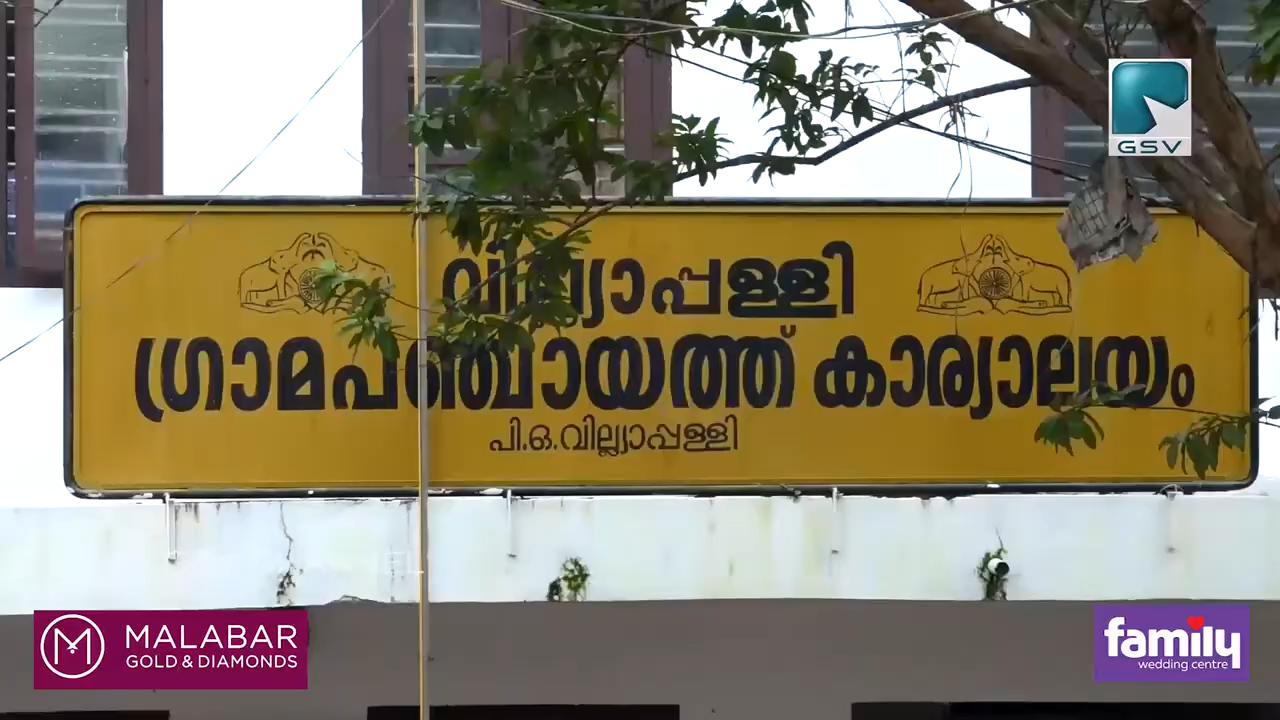 GSV
വില്ല്യാപ്പള്ളി
ഗ്രാമപഞ്ചായത്ത് കാര്യാലയം
പി.ഒ.വില്ല്യാപ്പള്ളി
MALABAR
GOLD & DIAMONDS
family
wedding centre